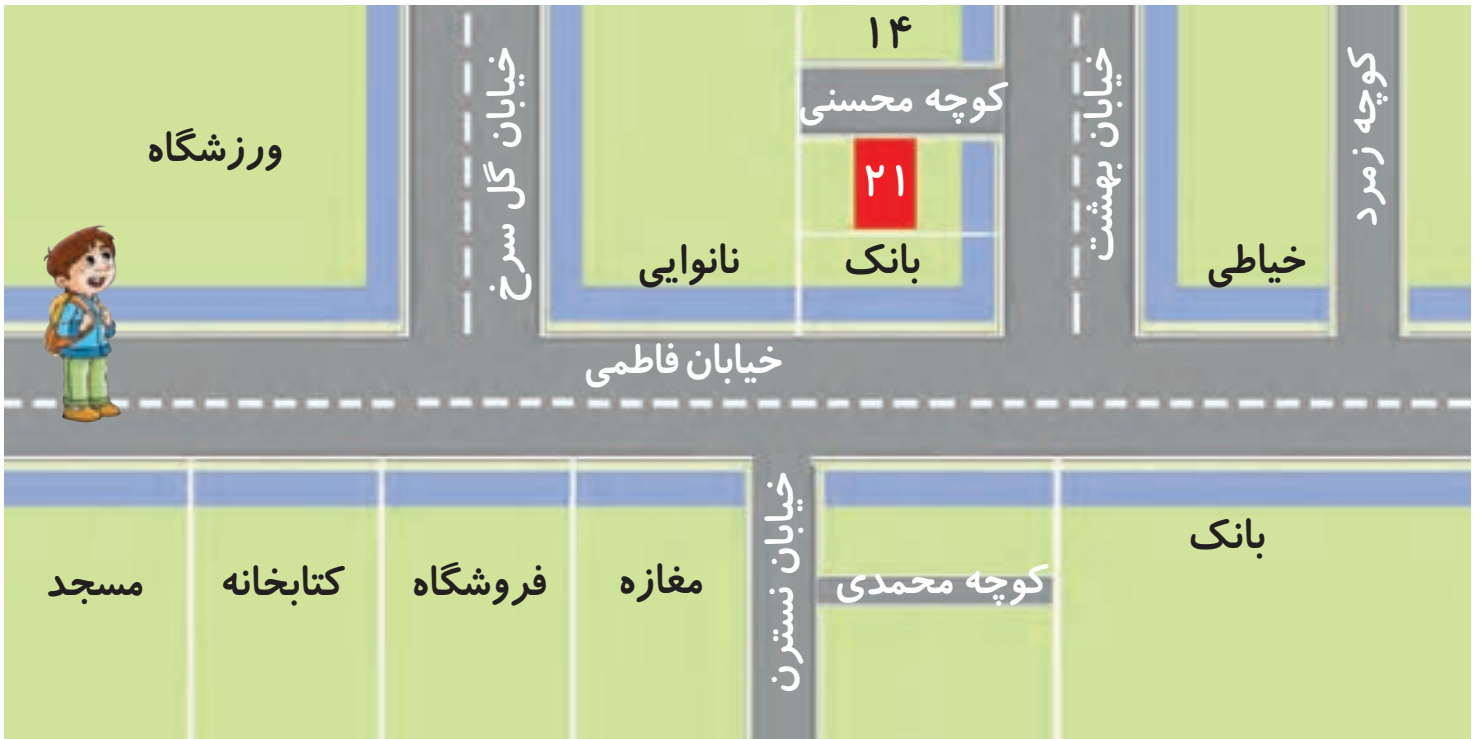 ۱۴
کوچه محسنی
۲۱
ورزشگاه
خیابان گل سرخ
نانوایی
بانک
خیابان بهشت
خیاطی
کوچه زمرد
خیابان فاطمی
مسجد
کتابخانه
فروشگاه
مغازه
خیابان نسترن
کوچه محمدی
بانک